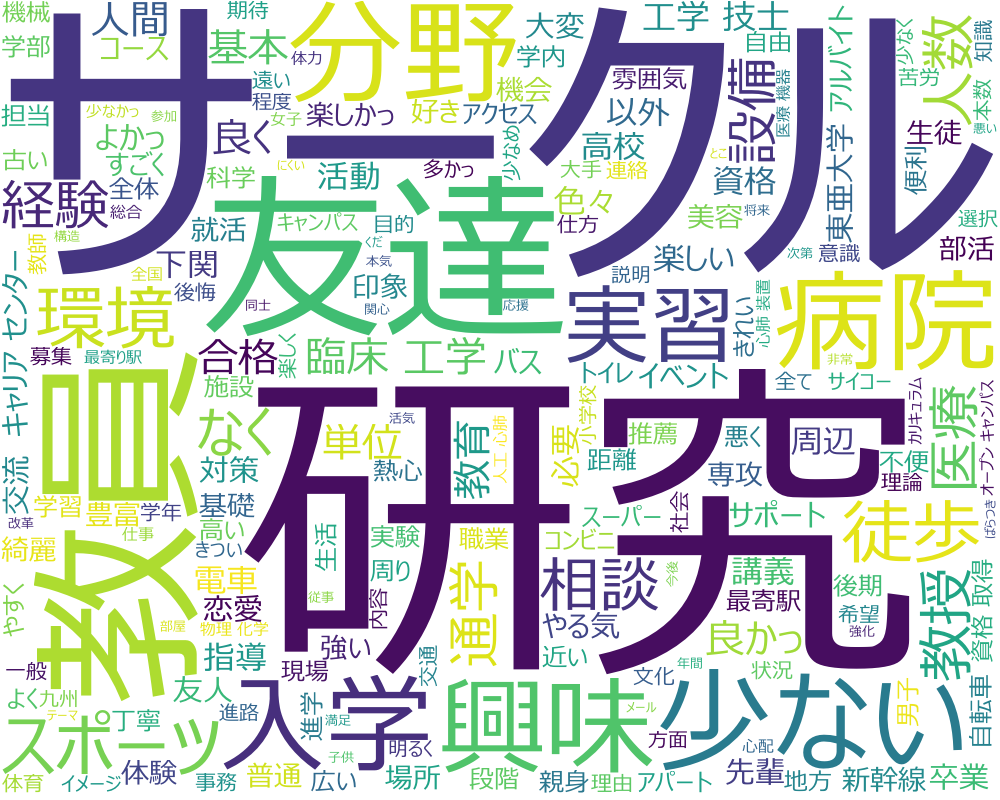 サークル
研究
友達
教員
分野
病院
実習
入学
興味
少ない
スポーツ
環境
徒歩
人数
設備
医療
教授
相談
通学
経験
なく
臨床 工学
基本
人間
機械
期待
大変
工学
技士
自由
少なく
知識
学部
コース
体力
学内
雰囲気
アルバイト
苦労
担当
少なかっ
参加
遠い
程度
女子
楽しかっ
良く
機会
好き
アクセス
以外
医療 機器
本数
悪い
古い
よかっ
すごく
にくい
多かっ
少なめ
高校
とこ
生徒
便利
東亜大学
全体
総合
科学
活動
大手
連絡
資格
将来
選択
教師
構造
就活
キャンパス
目的
色々
仕方
美容
次第
意識
部活
センター
全国
下関
後悔
くだ
本気
印象
関心
同士
応援
説明
楽しい
心肺 装置
きれい
キャリア
募集
最寄り駅
合格
楽しく
バス
トイレ
イベント
非常
全て
サイコー
カリキュラム
オープン キャンパス
施設
活気
単位
教育
人工 心肺
必要
小学校
推薦
悪く
周辺
交流
対策
熱心
距離
専攻
不便
理論
ばらつき
学習
豊富
学年
基礎
改革
仕事
高い
生活
実験
職業
コンビニ
スーパー
社会
サポート
綺麗
きつい
電車
周り
従事
内容
今後
講義
後期
取得
やすく
恋愛
部屋
物理 化学
やる気
最寄駅
希望
強化
資格
指導
強い
近い
良かっ
一般
現場
交通
文化
年間
状況
よく
九州
友人
テーマ
丁寧
進路
進学
満足
メール
男子
自転車
明るく
方面
心配
子供
体育
イメージ
体験
事務
普通
広い
場所
段階
親身
理由
アパート
先輩
地方
新幹線
卒業